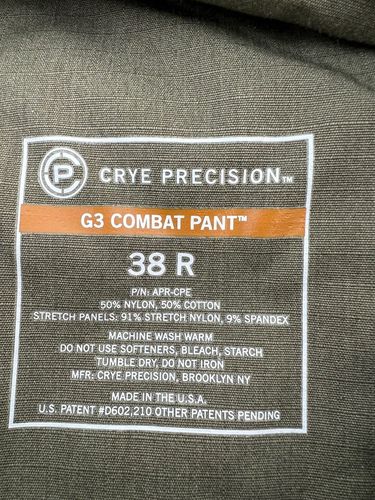 CP CRYE PRECISION™
G3 COMBAT PANT™
38 R
P/N: APR-CPE
50% NYLON, 50% COTTON
STRETCH PANELS: 91% STRETCH NYLON, 9% SPANDEX
MACHINE WASH WARM
DO NOT USE SOFTENERS, BLEACH, STARCH
TUMBLE DRY, DO NOT IRON
MFR: CRYE PRECISION, BROOKLYN NY
MADE IN THE U.S.A.
U.S. PATENT #D602,210 OTHER PATENTS PENDING